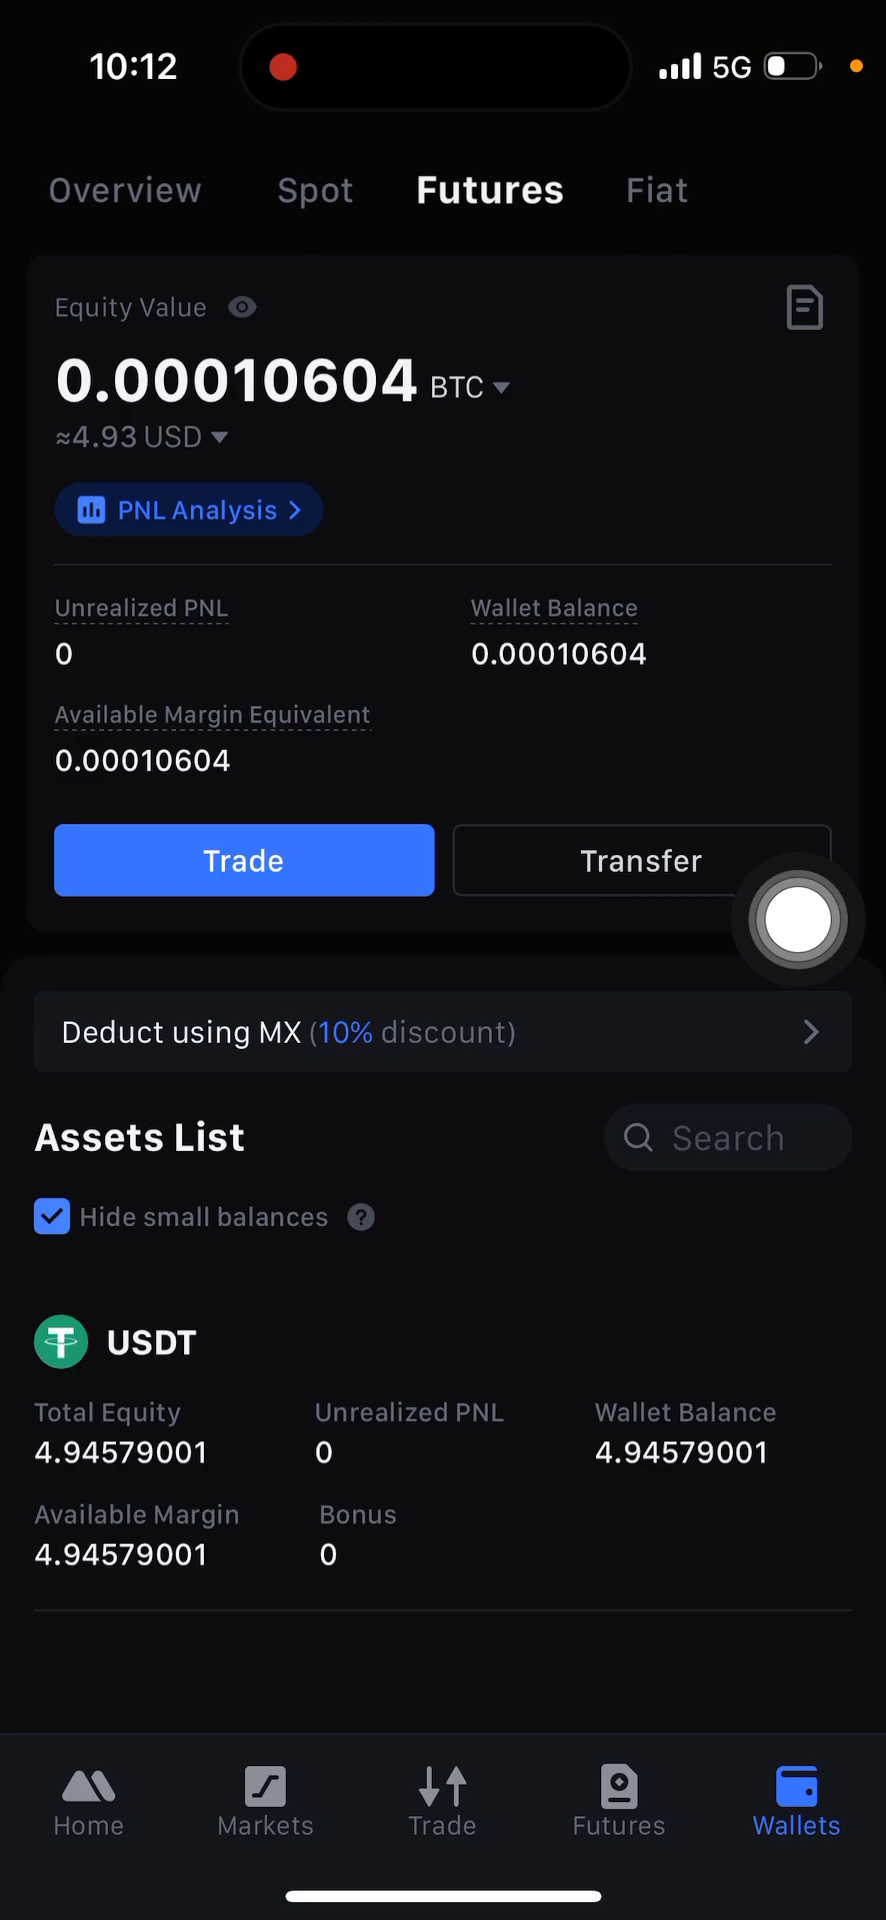 10:12
5G
Overview Spot Futures Fiat
Equity Value
0.00010604 BTC
≈4.93 USD
PNL Analysis
Unrealized PNL Wallet Balance
0 0.00010604
Available Margin Equivalent
0.00010604
Trade Transfer
Deduct using MX (10% discount)
Assets List Search
Hide small balances ?
USDT
Total Equity Unrealized PNL Wallet Balance
4.94579001 0 4.94579001
Available Margin Bonus
4.94579001 0
Home Markets Trade Futures Wallets